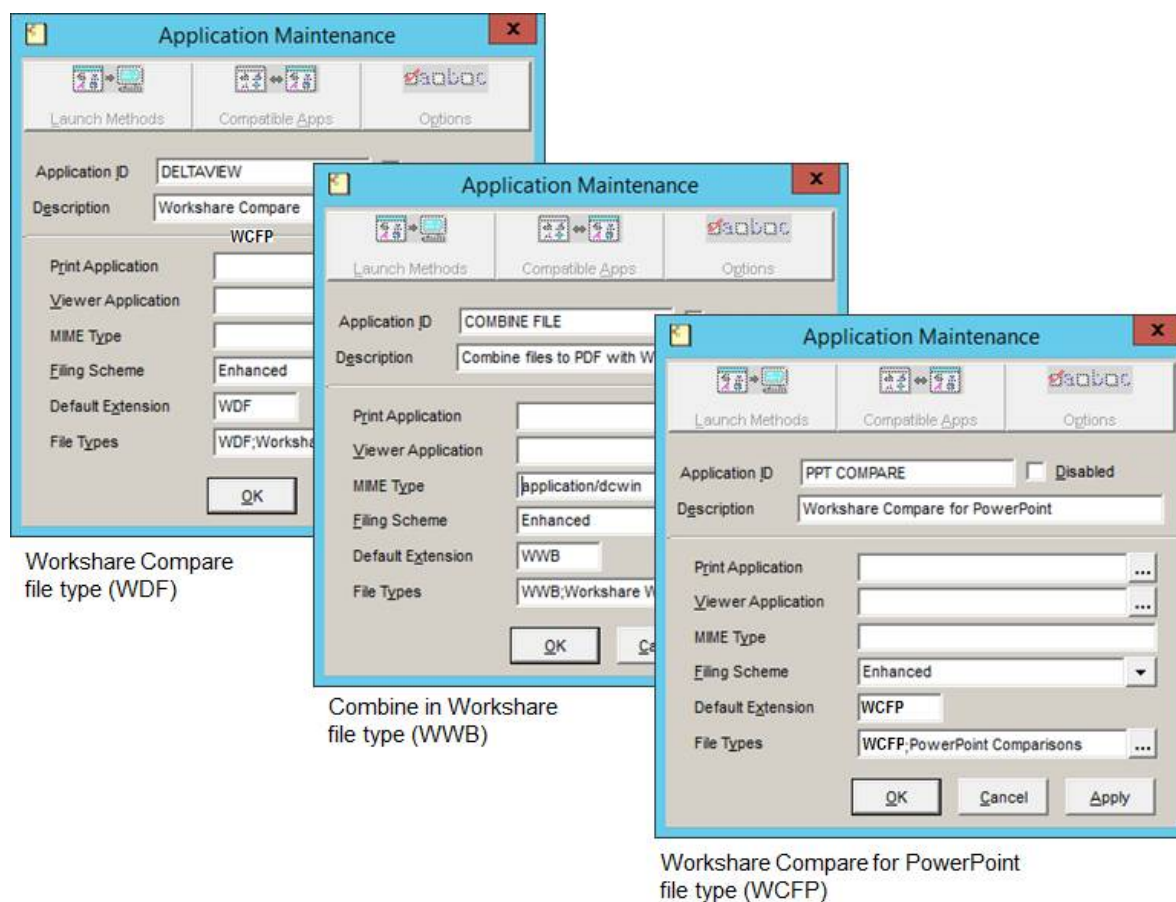 Application Maintenance
x
Launch Methods
Compatible Apps
Options
Application ID DELTAVIEW
Description Workshare Compare
WCFP
Print Application
Viewer Application
MIME Type
Filing Scheme Enhanced
Default Extension WDF
File Types WDF;Worksha
OK
Workshare Compare
file type (WDF)
Application Maintenance
x
Launch Methods
Compatible Apps
Options
Application ID COMBINE FILE
Description Combine files to PDF with W
Print Application
Viewer Application
MIME Type application/dcwin
Filing Scheme Enhanced
Default Extension WWB
File Types WWB;Workshare W
OK
Ca
Combine in Workshare
file type (WWB)
Application Maintenance
x
Launch Methods
Compatible Apps
Options
Application ID PPT COMPARE Disabled
Description Workshare Compare for PowerPoint
Print Application ...
Viewer Application ...
MIME Type
Filing Scheme Enhanced
Default Extension WCFP
File Types WCFP;PowerPoint Comparisons ...
OK Cancel Apply
Workshare Compare for PowerPoint
file type (WCFP)